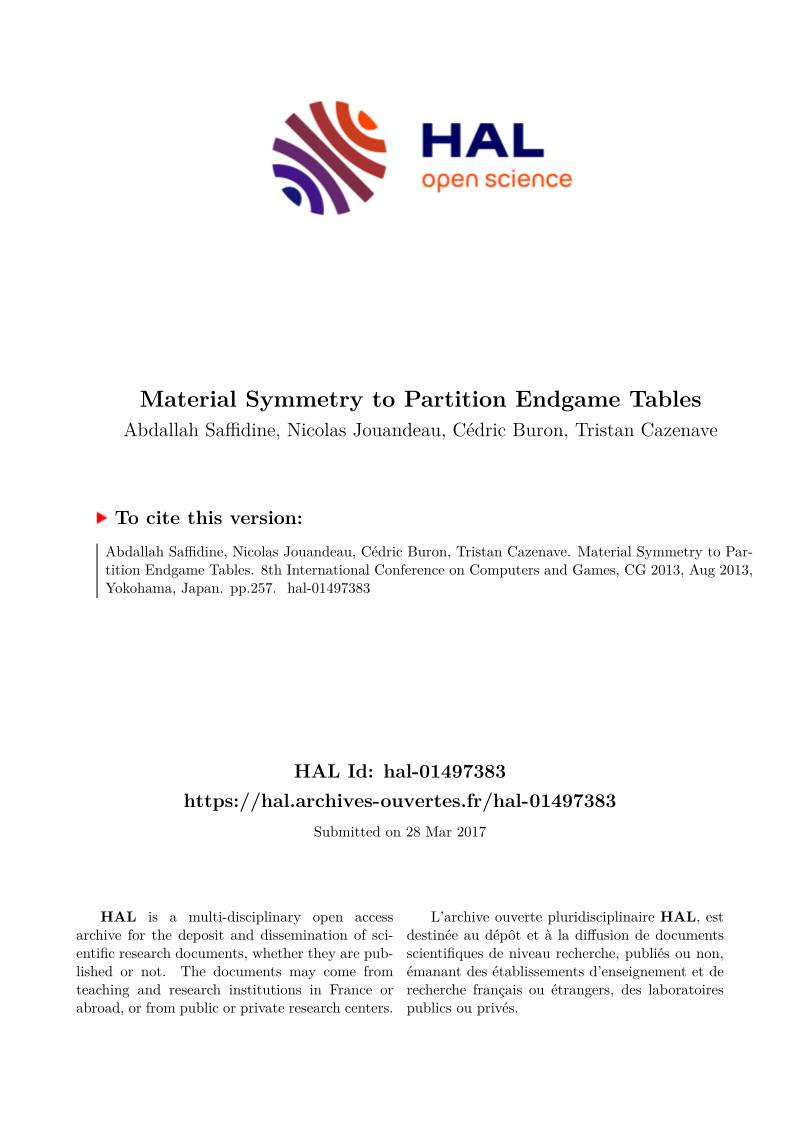 HAL
open science
Material Symmetry to Partition Endgame Tables
Abdallah Saffidine, Nicolas Jouandeau, Cédric Buron, Tristan Cazenave
To cite this version:
Abdallah Saffidine, Nicolas Jouandeau, Cédric Buron, Tristan Cazenave. Material Symmetry to Par-
tition Endgame Tables. 8th International Conference on Computers and Games, CG 2013, Aug 2013,
Yokohama, Japan. pp.257. hal-01497383
HAL Id: hal-01497383
https://hal.archives-ouvertes.fr/hal-01497383
Submitted on 28 Mar 2017
HAL is a multi-disciplinary open access
archive for the deposit and dissemination of sci-
entific research documents, whether they are pub-
lished or not. The documents may come from
teaching and research institutions in France or
abroad, or from public or private research centers.
L'archive ouverte pluridisciplinaire HAL, est
destinée au dépôt et à la diffusion de documents
scientifiques de niveau recherche, publiés ou non,
émanant des établissements d'enseignement et de
recherche français ou étrangers, des laboratoires
publics ou privés.